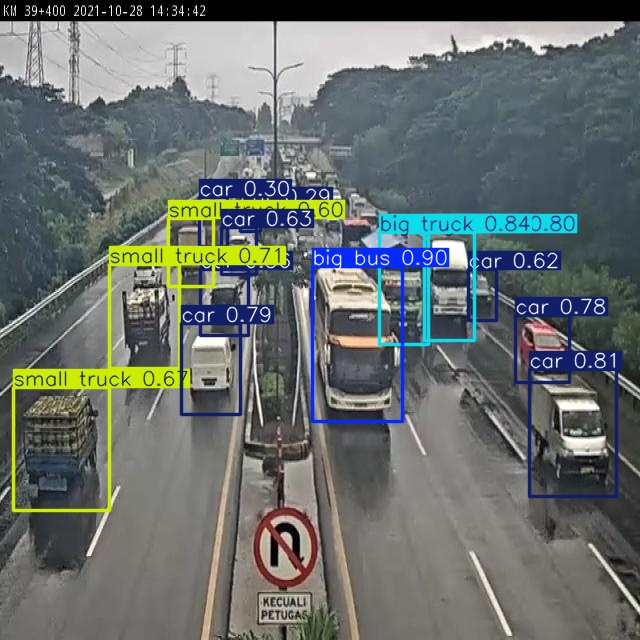 KM 39+400 2021-10-28 14:34:42
car 0.30
0.29
small truck 0.60
car 0.63
big truck 0.84
0.80
small truck 0.71
big bus 0.90
car 0.62
car 0.78
car 0.79
car 0.81
small truck 0.67
KECUALI
PETUGAS